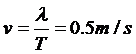 v = λ/T = 0.5m/s